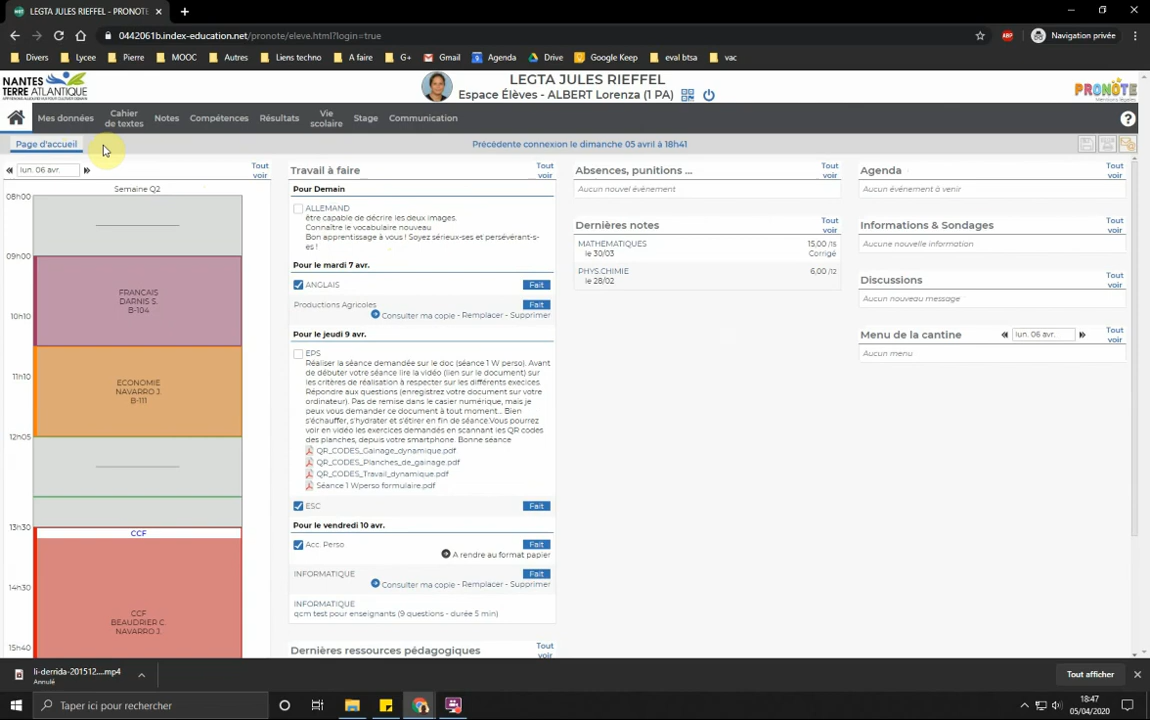 LEGTA JULES RIEFFEL - PRONOTE
0442061b.index-education.net/pronote/eleve.html?login=true
Navigation privée
Divers Lycee Pierre MOOC Autres Liens techno A faire G+ Gmail Agenda Drive Google Keep eval btsa vac
NANTES
TERRE ATLANTIQUE
LEGTA JULES RIEFFEL
Espace Élèves - ALBERT Lorenza (1 PA)
PRONOTE
Mentions légales
Mes données
Cahier
de textes
Notes
Compétences
Résultats
Vie
scolaire
Stage
Communication
?
Page d'accueil
Précédente connexion le dimanche 05 avril à 18h41
lun. 06 avr.
Tout
voir
Semaine Q2
08h00
09h00
FRANCAIS
DARNIS S.
B-104
10h10
11h10
ECONOMIE
NAVARRO J.
B-111
12h05
13h30
CCF
14h30
CCF
BEAUDRIER C.
NAVARRO J.
15h40
Travail à faire
Tout
voir
Pour Demain
ALLEMAND
être capable de décrire les deux images.
Connaître le vocabulaire nouveau
Bon apprentissage à vous ! Soyez sérieux-ses et persévérant-s-
es !
Pour le mardi 7 avr.
ANGLAIS Fait
Productions Agricoles Fait
Consulter ma copie - Remplacer - Supprimer
Pour le jeudi 9 avr.
EPS
Réaliser la séance demandée sur le doc (séance 1 W perso). Avant
de débuter votre séance lire la vidéo (lien sur le document) sur
les critères de réalisation à respecter sur les différents exercices.
Répondre aux questions (enregistrez votre document sur votre
ordinateur). Pas de remise dans le casier numérique, mais je
peux vous demander ce document à tout moment... Bien
s'échauffer, s'hydrater et s'étirer en fin de séance.Vous pourrez
voir en vidéo les exercices demandés en scannant les QR codes
des planches, depuis votre smartphone. Bonne séance
QR_CODES_Gainage_dynamique.pdf
QR_CODES_Planches_de_gainage.pdf
QR_CODES_Travail_dynamique.pdf
Séance 1 Wperso formulaire.pdf
ESC Fait
Pour le vendredi 10 avr.
Acc. Perso Fait
A rendre au format papier
INFORMATIQUE Fait
Consulter ma copie - Remplacer - Supprimer
INFORMATIQUE
qcm test pour enseignants (9 questions - durée 5 min)
Dernières ressources pédagogiques
Tout
voir
Absences, punitions ...
Tout
voir
Aucun nouvel événement
Dernières notes
Tout
voir
MATHEMATIQUES 15,00 /15
le 30/03 Corrigé
PHYS.CHIMIE 6,00 /12
le 28/02
Agenda
Tout
voir
Aucun événement à venir
Informations & Sondages
Tout
voir
Aucune nouvelle information
Discussions
Tout
voir
Aucun nouveau message
Menu de la cantine
lun. 06 avr.
Tout
voir
Aucun menu
li-derrida-201512....mp4
Annulé
Tout afficher
Taper ici pour rechercher
18:47
05/04/2020